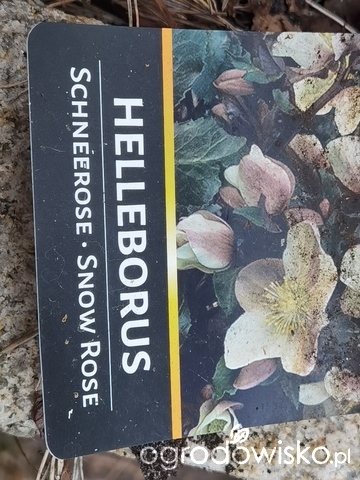 HELLEBORUS
SCHNEEROSE · SNOW ROSE
ogrodowisko.pl